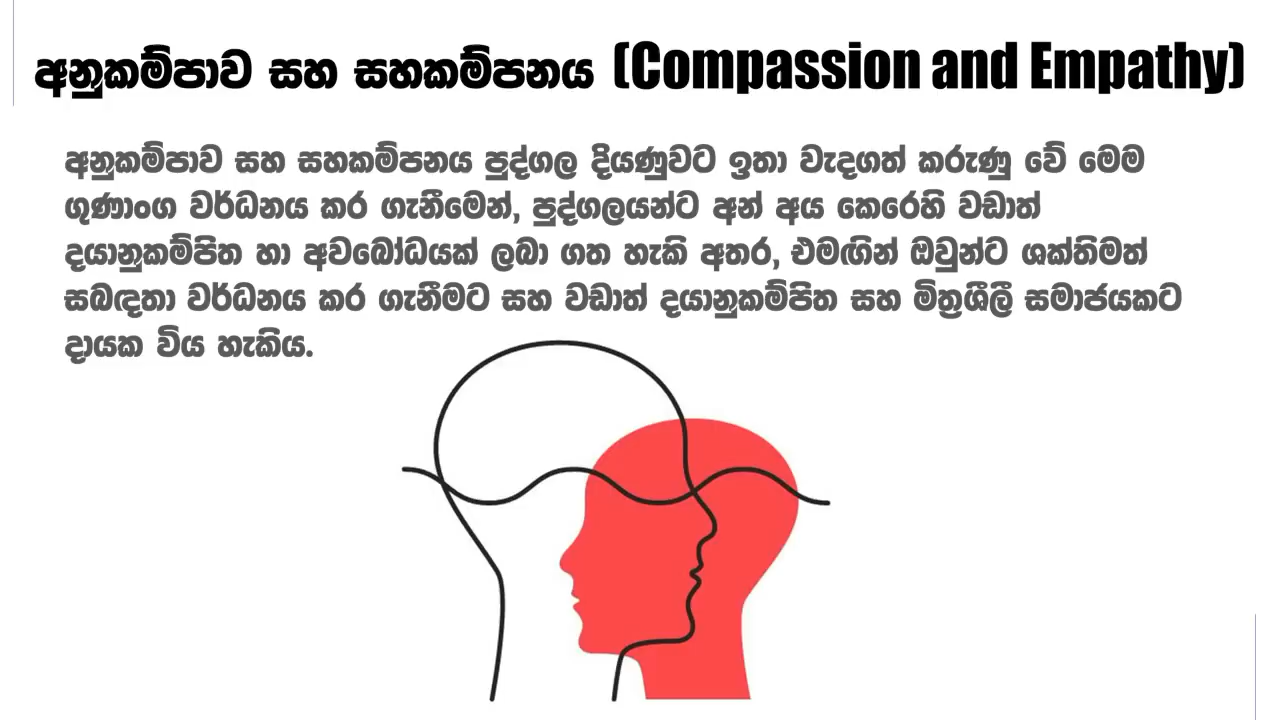 අනුකම්පාව සහ සහකම්පනය (Compassion and Empathy)
අනුකම්පාව සහ සහකම්පනය පුද්ගල දියුණුවට ඉතා වැදගත් කරුණු වේ මෙම
ගුණාංග වර්ධනය කර ගැනීමෙන්, පුද්ගලයන්ට අන් අය කෙරෙහි වඩාත්
දයානුකම්පිත හා අවබෝධයක් ලබා ගත හැකි අතර, එමඟින් ඔවුන්ට ශක්තිමත්
සබඳතා වර්ධනය කර ගැනීමට සහ වඩාත් දයානුකම්පිත සහ මිත්‍රශීලී සමාජයකට
දායක විය හැකිය.